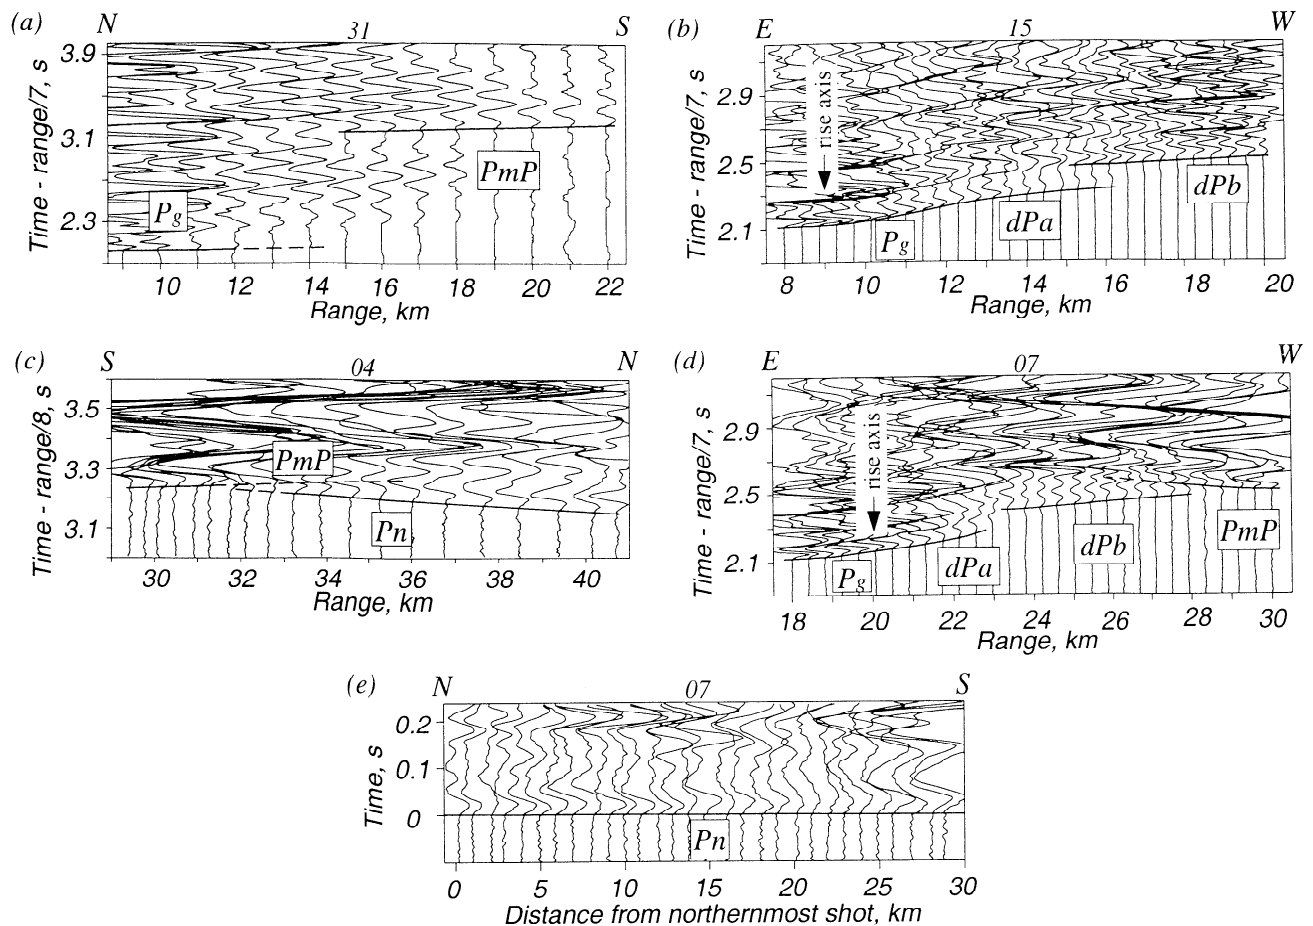 (a) N 31 S
3.9
3.1
2.3
Time - range/7, s
PmP
Pg
10 12 14 16 18 20 22
Range, km
(b) E 15 W
2.9
2.5
2.1
Time - range/7, s
rise axis
Pg
dPa
dPb
8 10 12 14 16 18 20
Range, km
(c) S 04 N
3.5
3.3
3.1
Time - range/8, s
PmP
Pn
30 32 34 36 38 40
Range, km
(d) E 07 W
2.9
2.5
2.1
Time - range/7, s
rise axis
Pg
dPa
dPb
PmP
18 20 22 24 26 28 30
Range, km
(e) N 07 S
0.2
0.1
0
Time, s
Pn
0 5 10 15 20 25 30
Distance from northernmost shot, km